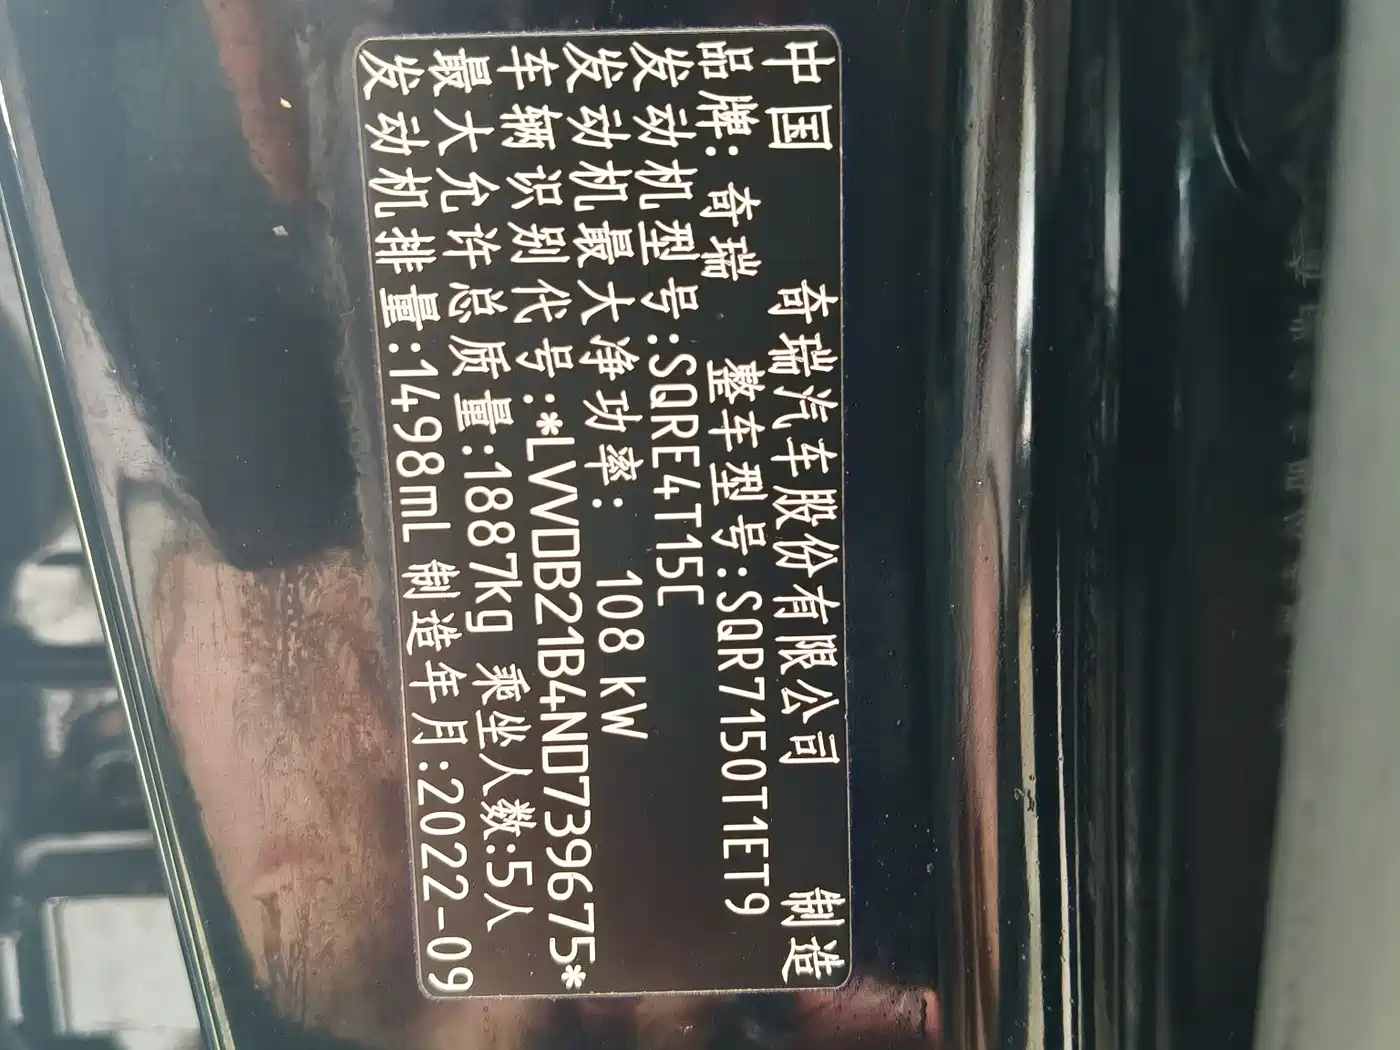 中国 奇瑞汽车股份有限公司 制造
品牌: 奇瑞 整车型号:SQR7150T1ET9
发动机型号:SQRE4T15C
发动机最大净功率: 108 kW
车辆识别代号:*LVVDB21B4ND739675*
最大允许总质量:1887kg 乘坐人数:5人
发动机排量:1498mL 制造年月:2022-09